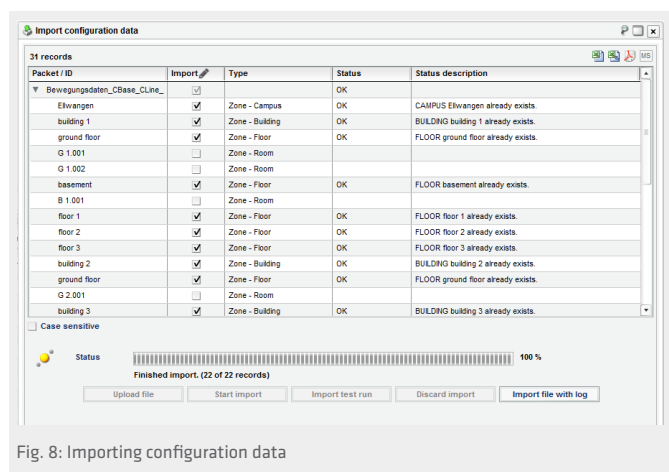 Import configuration data
31 records
MS
Packet / ID Import Type Status Status description
Bewegungsdaten_CBase_CLine_ OK
Ellwangen Zone - Campus OK CAMPUS Ellwangen already exists.
building 1 Zone - Building OK BUILDING building 1 already exists.
ground floor Zone - Floor OK FLOOR ground floor already exists.
G 1.001 Zone - Room
G 1.002 Zone - Room
basement Zone - Floor OK FLOOR basement already exists.
B 1.001 Zone - Room
floor 1 Zone - Floor OK FLOOR floor 1 already exists.
floor 2 Zone - Floor OK FLOOR floor 2 already exists.
floor 3 Zone - Floor OK FLOOR floor 3 already exists.
building 2 Zone - Building OK BUILDING building 2 already exists.
ground floor Zone - Floor OK FLOOR ground floor already exists.
G 2.001 Zone - Room
building 3 Zone - Building OK BUILDING building 3 already exists.
Case sensitive
Status 100 %
Finished import. (22 of 22 records)
Upload file Start import Import test run Discard import Import file with log
Fig. 8: Importing configuration data